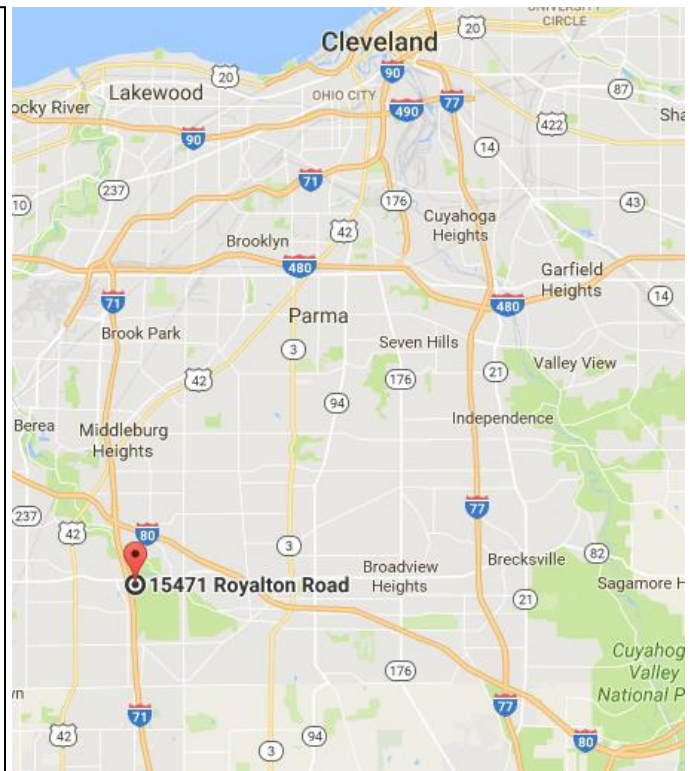 UNIVERSITY
CIRCLE
20
Cleveland
90
20
Lakewood
OHIO CITY
87
ocky River
490
77
422
Sha
90
14
237
71
176
10
43
42
Cuyahoga
Heights
Brooklyn
480
Garfield
Heights
71
480
14
Parma
Brook Park
3
Seven Hills
Valley View
42
176
21
94
Berea
Middleburg
Heights
Independence
77
237
42
80
3
Brecksville
82
Broadview
Heights
15471 Royalton Road
Sagamore H
21
Cuyahog
Valley
National P
176
wn
71
77
42
94
80
3